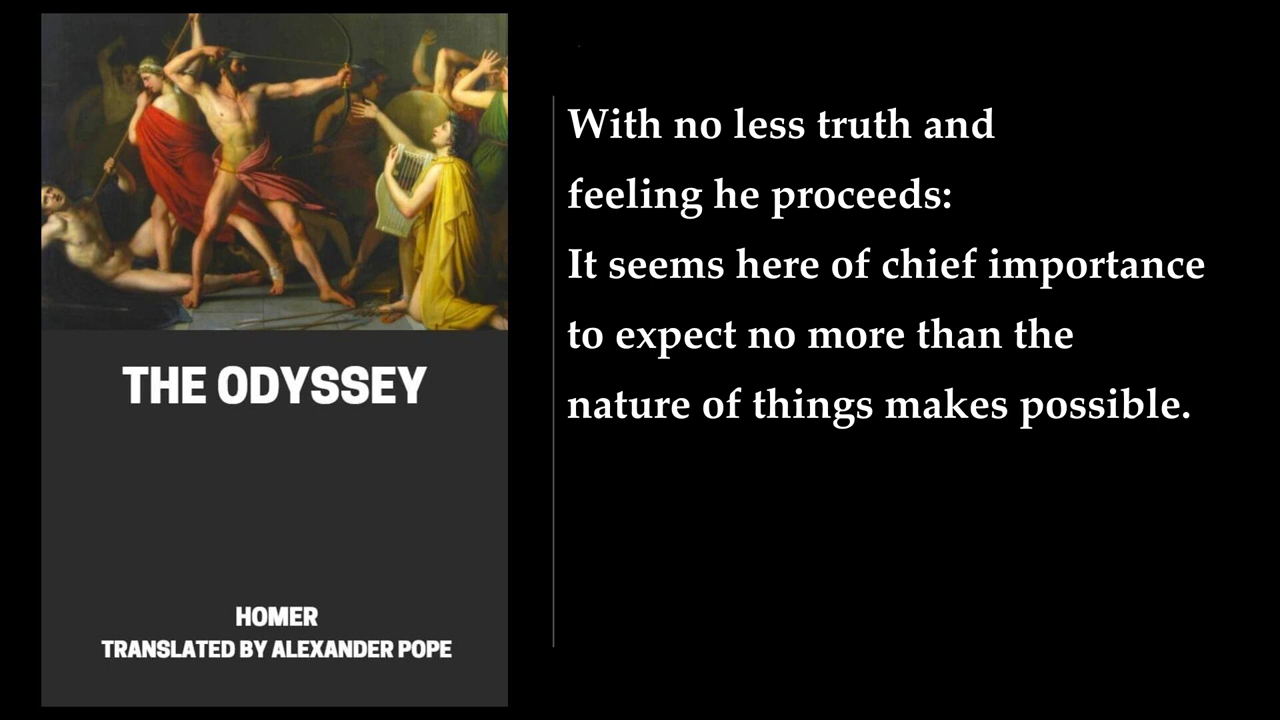 THE ODYSSEY
HOMER
TRANSLATED BY ALEXANDER POPE
With no less truth and
feeling he proceeds:
It seems here of chief importance
to expect no more than the
nature of things makes possible.